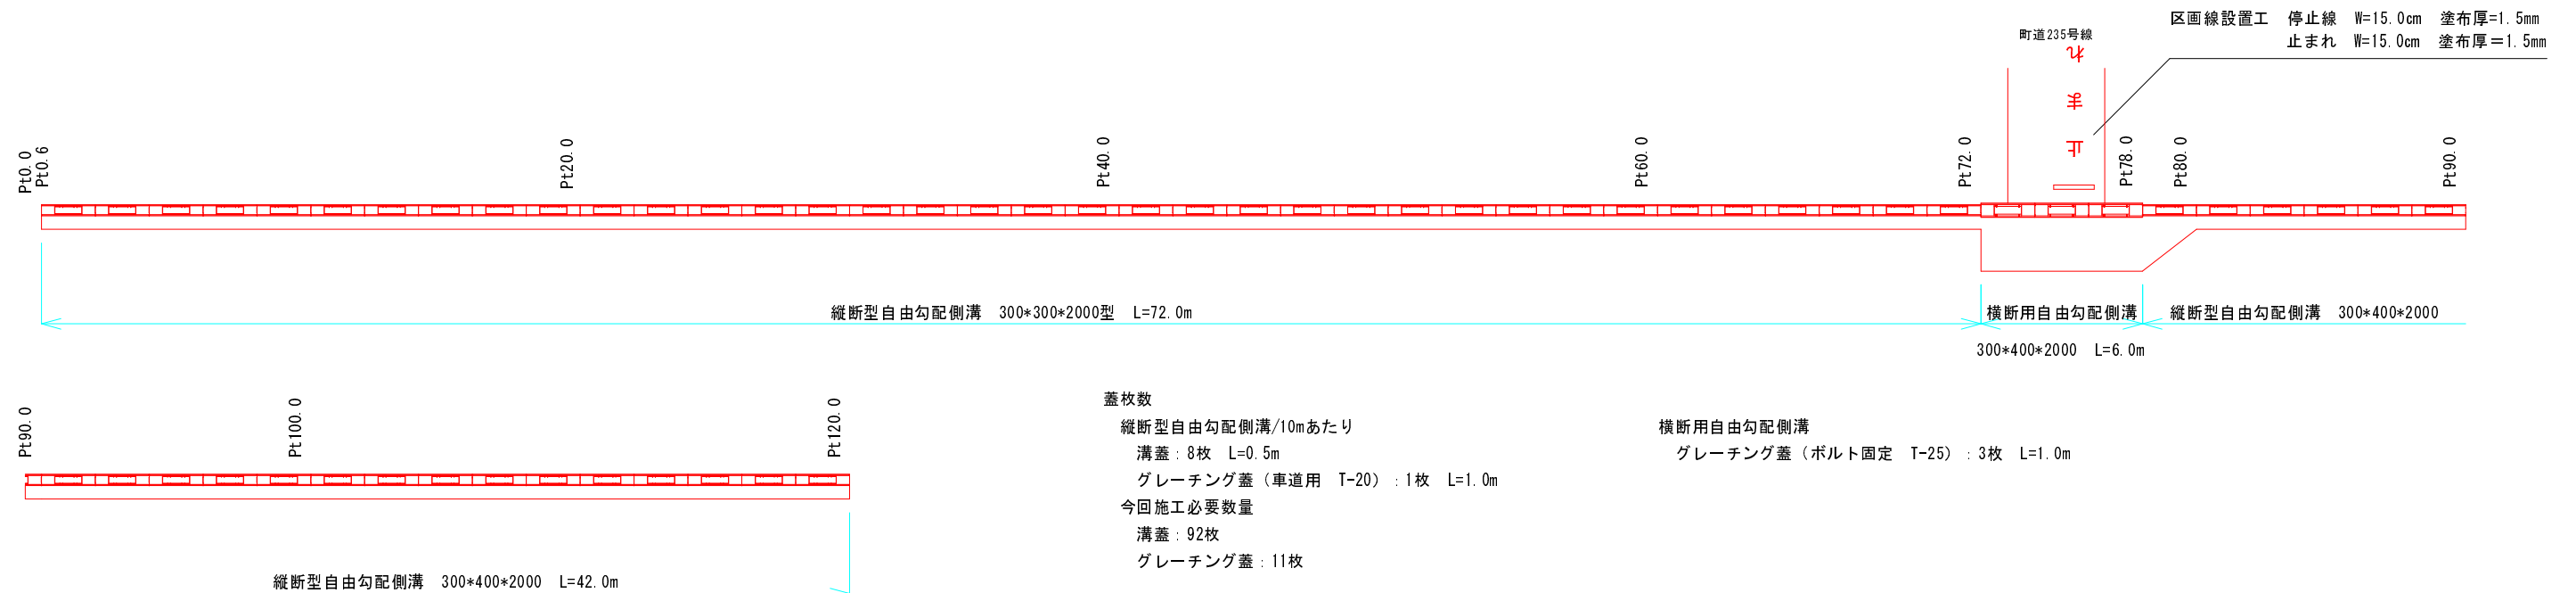 区画線設置工　停止線　W=15.0cm　塗布厚=1.5mm
止まれ　W=15.0cm　塗布厚＝1.5mm
町道235号線
止まれ
Pt0.0
Pt0.6
Pt20.0
Pt40.0
Pt60.0
Pt72.0
Pt78.0
Pt80.0
Pt90.0
縦断型自由勾配側溝　300*300*2000型　L=72.0m
横断用自由勾配側溝
300*400*2000　L=6.0m
縦断型自由勾配側溝　300*400*2000
Pt90.0
Pt100.0
Pt120.0
縦断型自由勾配側溝　300*400*2000　L=42.0m
蓋枚数
縦断型自由勾配側溝/10mあたり
溝蓋：8枚　L=0.5m
グレーチング蓋（車道用　T-20）：1枚　L=1.0m
今回施工必要数量
溝蓋：92枚
グレーチング蓋：11枚
横断用自由勾配側溝
グレーチング蓋（ボルト固定　T-25）：3枚　L=1.0m